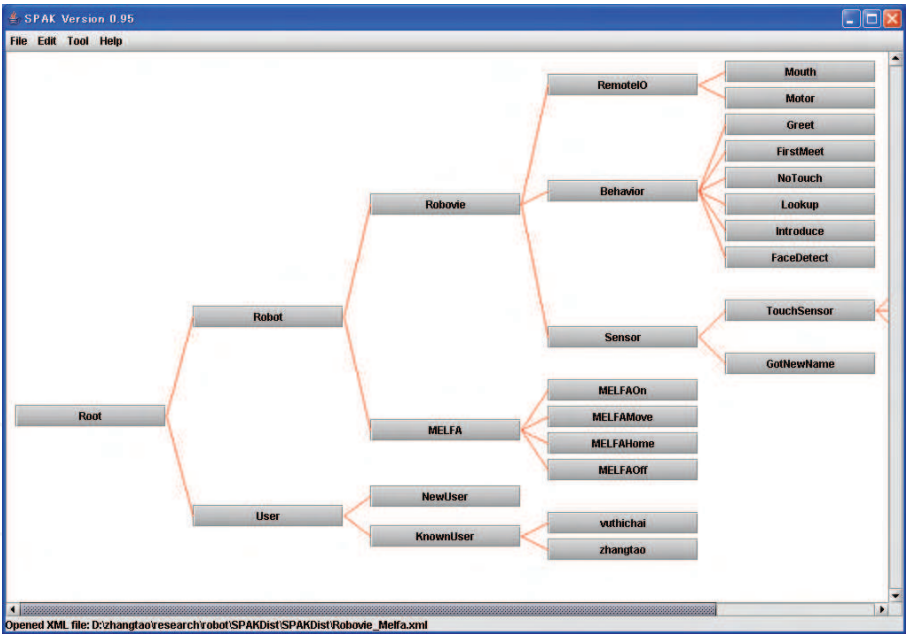 SPAK Version 0.95
File Edit Tool Help
Mouth
RemoteIO
Motor
Greet
FirstMeet
NoTouch
Behavior
Robovie
Lookup
Introduce
FaceDetect
TouchSensor
Robot
Sensor
GotNewName
MELFAOn
Root
MELFAMove
MELFA
MELFAHome
MELFAOff
NewUser
User
vuthichai
KnownUser
zhangtao
Opened XML file: D:\zhangtao\research\robot\SPAKDist\SPAKDist\Robovie_Melfa.xml